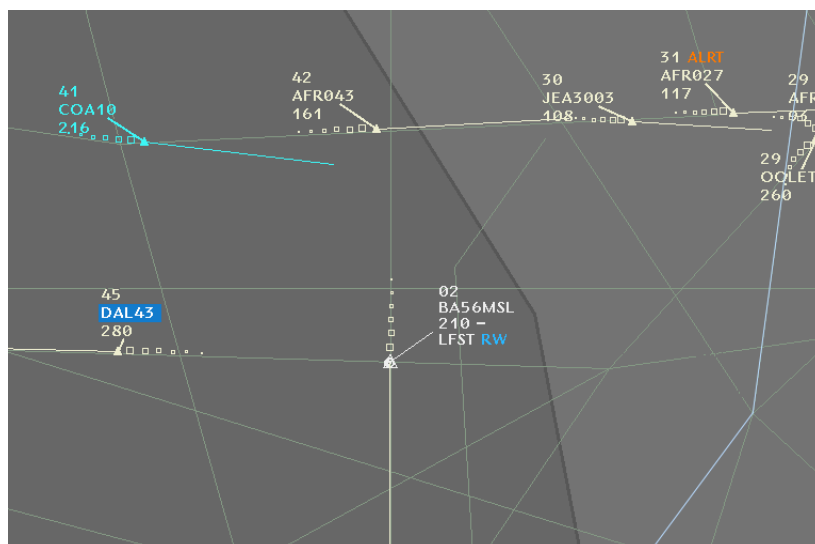 41
COA10
216
42
AFR043
161
30
JEA3003
108
31 ALRT
AFR027
117
29
AFR
29
OOLET
260
45
DAL43
280
02
BA56MSL
210 –
LFST RW